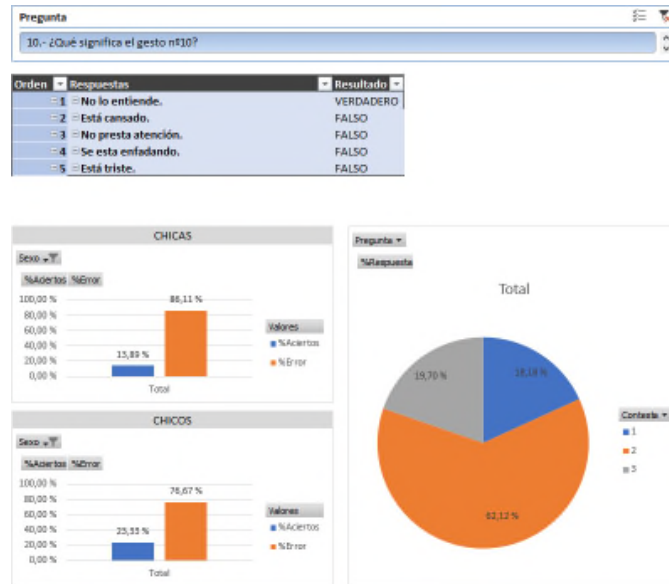 Pregunta
10.- ¿Qué significa el gesto nº10?
Orden Respuestas Resultado
1 No lo entiende. VERDADERO
2 Está cansado. FALSO
3 No presta atención. FALSO
4 Se esta enfadando. FALSO
5 Está triste. FALSO
CHICAS
Sexo
%Aciertos %Error
100,00 %
80,00 %
60,00 %
40,00 %
20,00 %
0,00 %
13,89 %
86,11 %
Total
Valores
%Aciertos
%Error
CHICOS
Sexo
%Aciertos %Error
100,00 %
80,00 %
60,00 %
40,00 %
20,00 %
0,00 %
76,67 %
Total
Valores
%Aciertos
%Error
Pregunta
%Respuesta
Total
19,70 %
18,18 %
62,12 %
Contesta
1
2
3